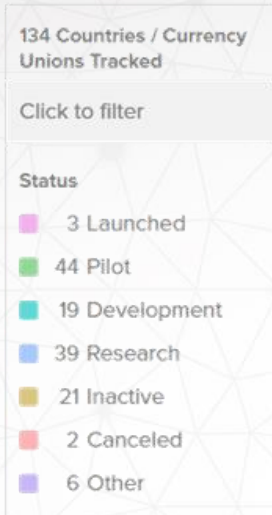 134 Countries / Currency
Unions Tracked
Click to filter
Status
3 Launched
44 Pilot
19 Development
39 Research
21 Inactive
2 Canceled
6 Other